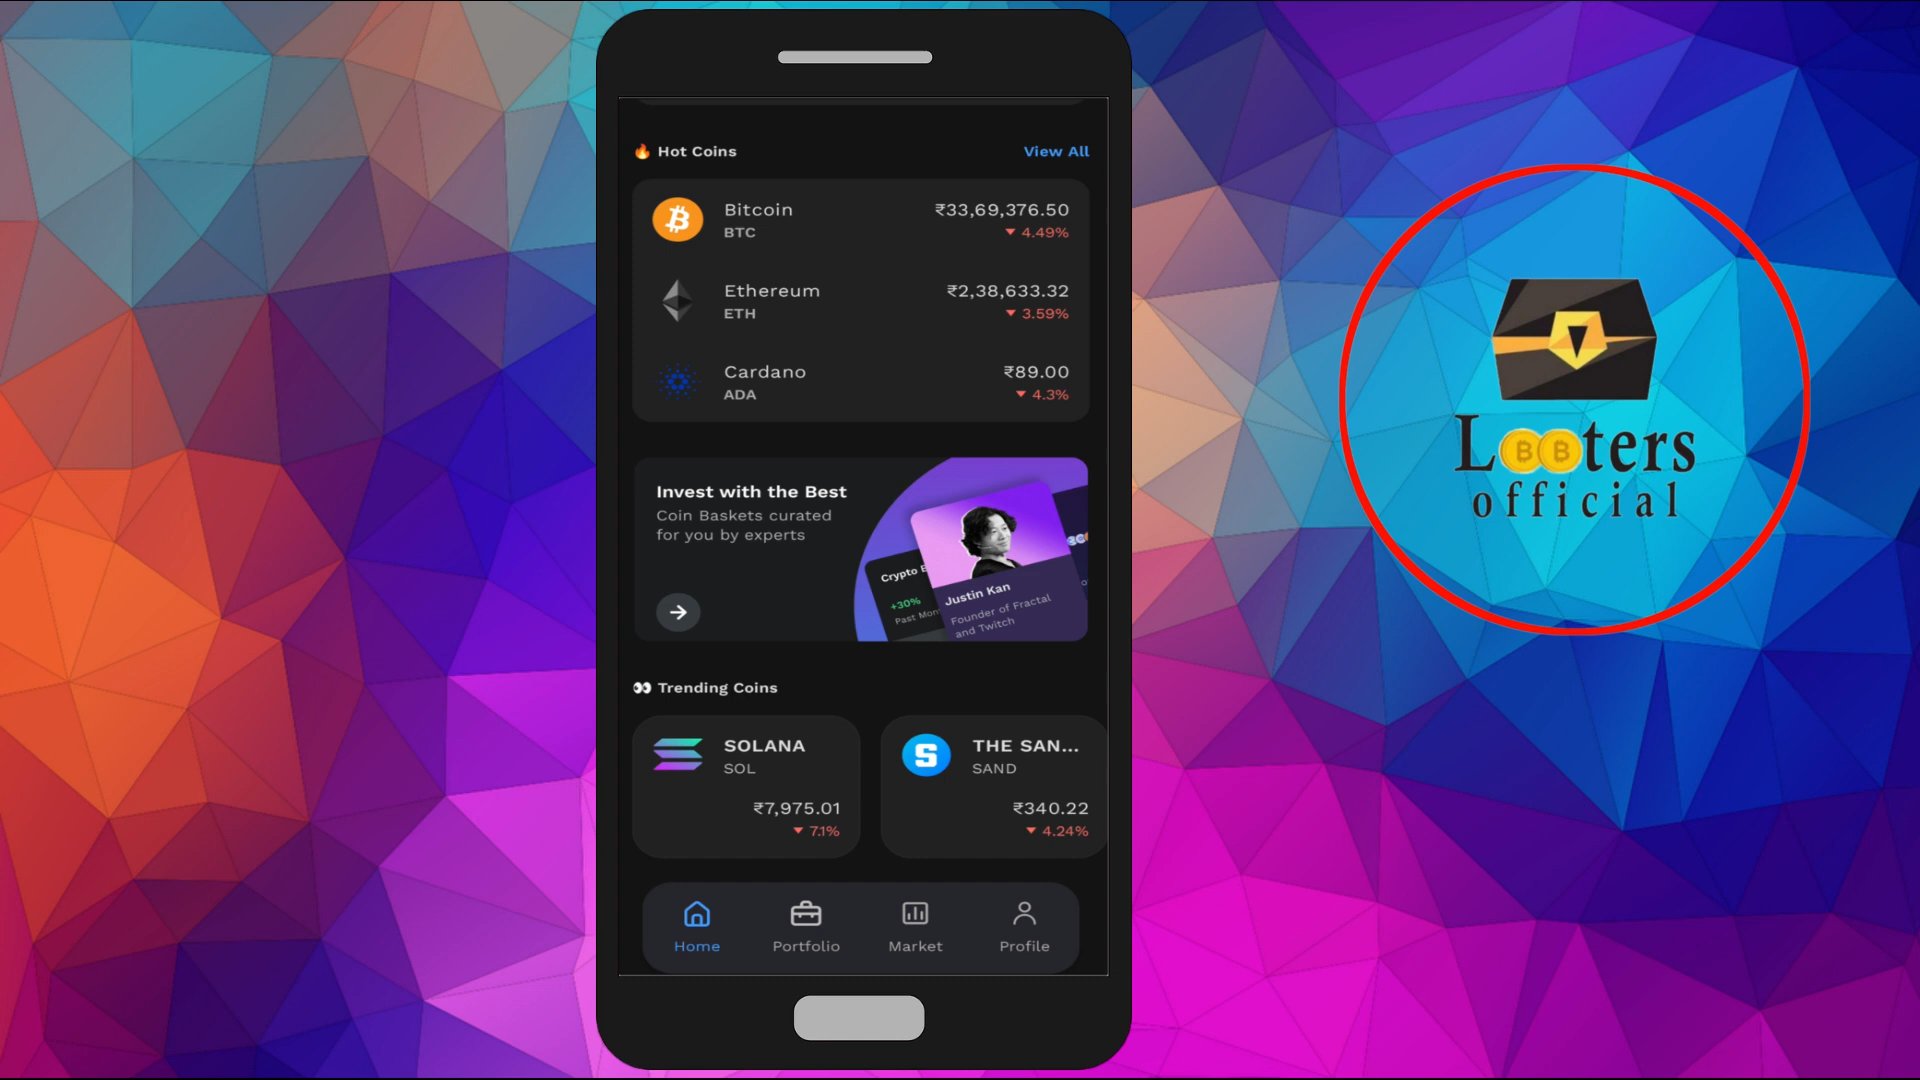 🔥 Hot Coins
View All
Bitcoin
₹33,69,376.50
BTC
▼ 4.49%
Ethereum
₹2,38,633.32
ETH
▼ 3.59%
Cardano
₹89.00
ADA
▼ 4.3%
Invest with the Best
Coin Baskets curated
for you by experts
Crypto
+30%
Past Mon
Justin Kan
Founder of Fractal
and Twitch
👀 Trending Coins
SOLANA
SOL
₹7,975.01
▼ 7.1%
THE SAN...
SAND
₹340.22
▼ 4.24%
Home
Portfolio
Market
Profile
Looters
official